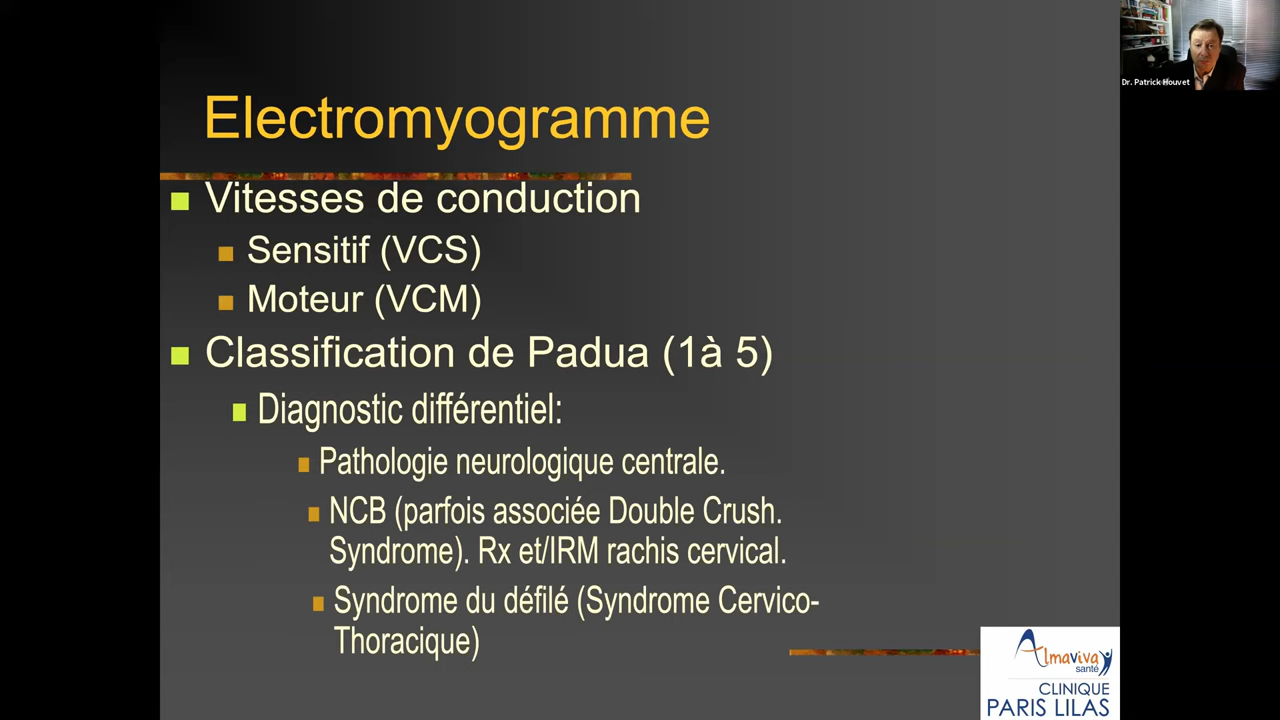 Electromyogramme
Vitesses de conduction
Sensitif (VCS)
Moteur (VCM)
Classification de Padua (1à 5)
Diagnostic différentiel:
Pathologie neurologique centrale.
NCB (parfois associée Double Crush.
Syndrome). Rx et/IRM rachis cervical.
Syndrome du défilé (Syndrome Cervico-
Thoracique)
Dr. Patrick Houvet
Almaviva
santé
CLINIQUE
PARIS LILAS